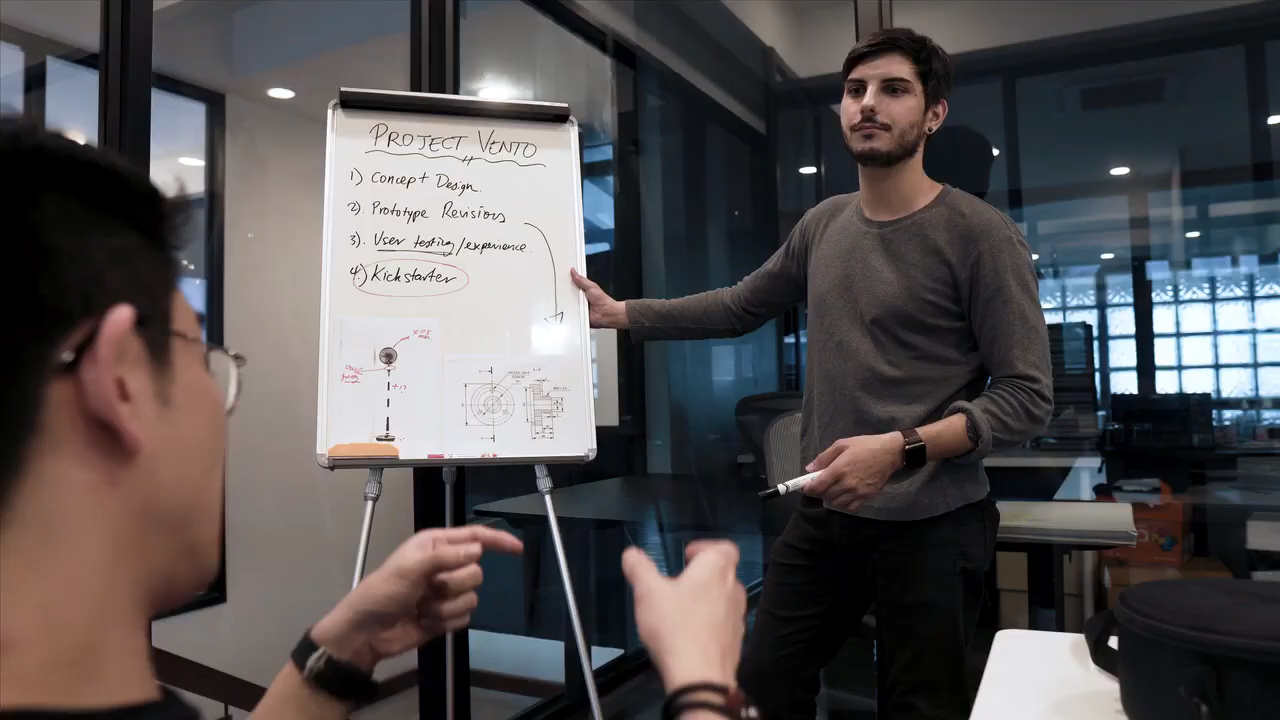 PROJECT VENTO
1) Concept Design.
2). Prototype Revisions
3). User testing/experience.
4) Kickstarter